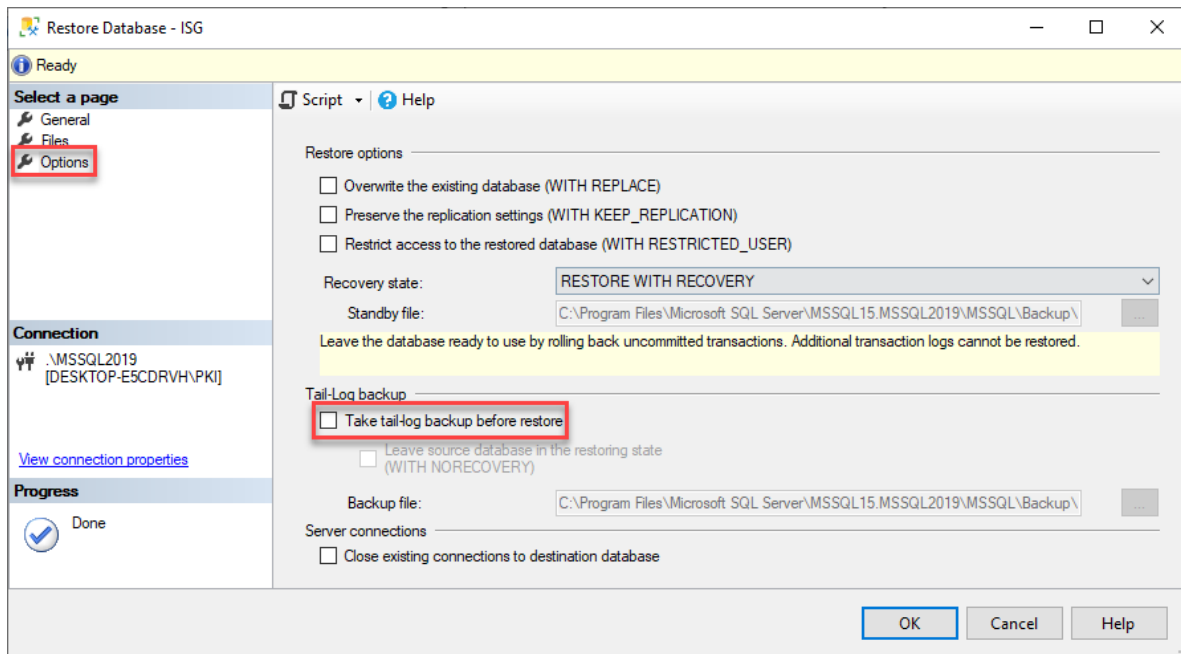 Restore Database - ISG
Ready
Select a page
General
Files
Options
Script
Help
Restore options
Overwrite the existing database (WITH REPLACE)
Preserve the replication settings (WITH KEEP_REPLICATION)
Restrict access to the restored database (WITH RESTRICTED_USER)
Recovery state:
RESTORE WITH RECOVERY
Standby file:
C:\Program Files\Microsoft SQL Server\MSSQL15.MSSQL2019\MSSQL\Backup\
...
Leave the database ready to use by rolling back uncommitted transactions. Additional transaction logs cannot be restored.
Connection
.\MSSQL2019
[DESKTOP-E5CDRVH\PKI]
View connection properties
Tail-Log backup
Take tail-log backup before restore
Leave source database in the restoring state
(WITH NORECOVERY)
Backup file:
C:\Program Files\Microsoft SQL Server\MSSQL15.MSSQL2019\MSSQL\Backup\
...
Progress
Done
Server connections
Close existing connections to destination database
OK
Cancel
Help